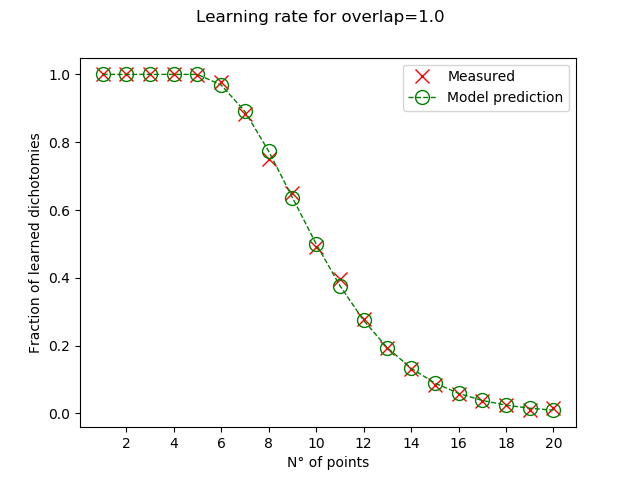 Learning rate for overlap=1.0
Measured
Model prediction
Fraction of learned dichotomies
1.0
0.8
0.6
0.4
0.2
0.0
2 4 6 8 10 12 14 16 18 20
N° of points